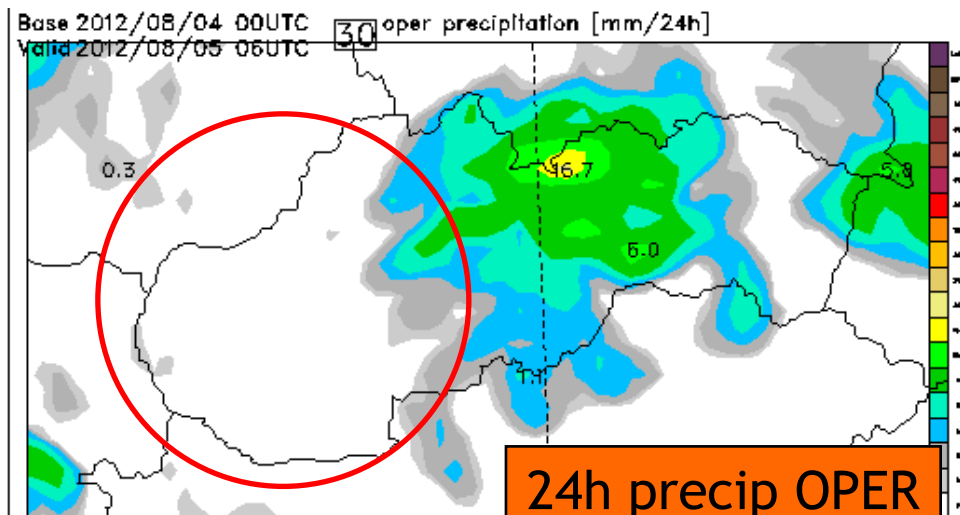 Base 2012/08/04 00UTC
30
oper precipitation [mm/24h]
Valid 2012/08/05 06UTC
0.3
16.7
5.8
6.0
1.1
24h precip OPER